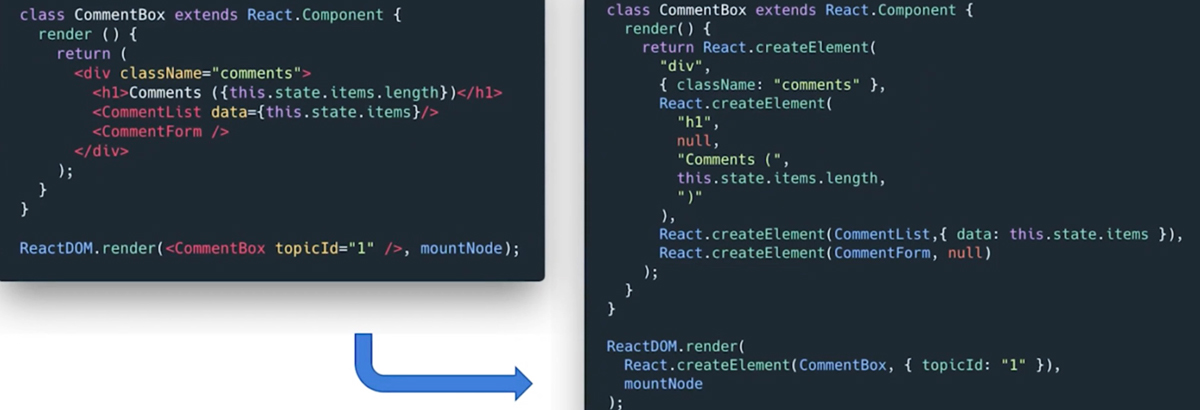 class CommentBox extends React.Component {
  render () {
    return (
      <div className="comments">
        <h1>Comments ({this.state.items.length})</h1>
        <CommentList data={this.state.items}/>
        <CommentForm />
      </div>
    );
  }
}

ReactDOM.render(<CommentBox topicId="1" />, mountNode);

class CommentBox extends React.Component {
  render() {
    return React.createElement(
      "div",
      { className: "comments" },
      React.createElement(
        "h1",
        null,
        "Comments (",
        this.state.items.length,
        ")"
      ),
      React.createElement(CommentList,{ data: this.state.items }),
      React.createElement(CommentForm, null)
    );
  }
}

ReactDOM.render(
  React.createElement(CommentBox, { topicId: "1" }),
  mountNode
);